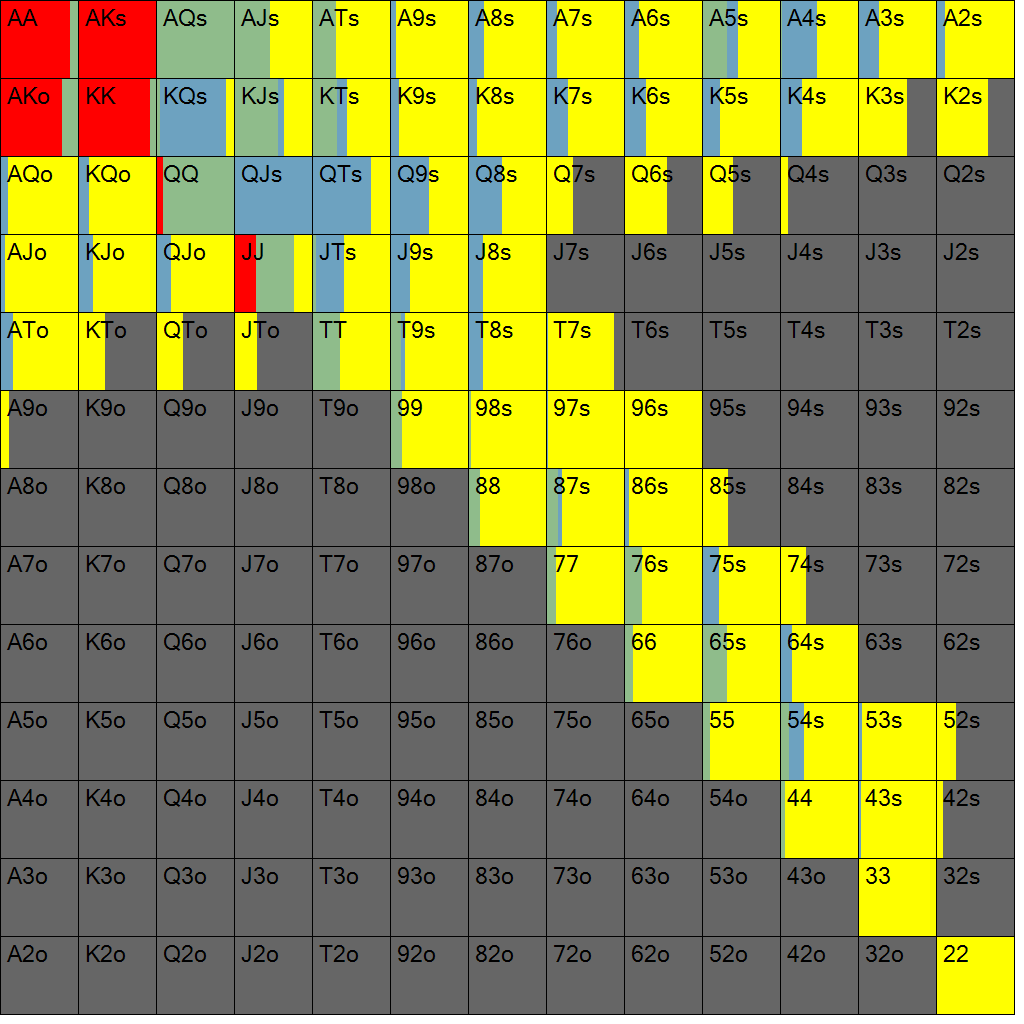 AA AKs AQs AJs ATs A9s A8s A7s A6s A5s A4s A3s A2s
AKo KK KQs KJs KTs K9s K8s K7s K6s K5s K4s K3s K2s
AQo KQo QQ QJs QTs Q9s Q8s Q7s Q6s Q5s Q4s Q3s Q2s
AJo KJo QJo JJ JTs J9s J8s J7s J6s J5s J4s J3s J2s
ATo KTo QTo JTo TT T9s T8s T7s T6s T5s T4s T3s T2s
A9o K9o Q9o J9o T9o 99 98s 97s 96s 95s 94s 93s 92s
A8o K8o Q8o J8o T8o 98o 88 87s 86s 85s 84s 83s 82s
A7o K7o Q7o J7o T7o 97o 87o 77 76s 75s 74s 73s 72s
A6o K6o Q6o J6o T6o 96o 86o 76o 66 65s 64s 63s 62s
A5o K5o Q5o J5o T5o 95o 85o 75o 65o 55 54s 53s 52s
A4o K4o Q4o J4o T4o 94o 84o 74o 64o 54o 44 43s 42s
A3o K3o Q3o J3o T3o 93o 83o 73o 63o 53o 43o 33 32s
A2o K2o Q2o J2o T2o 92o 82o 72o 62o 52o 42o 32o 22